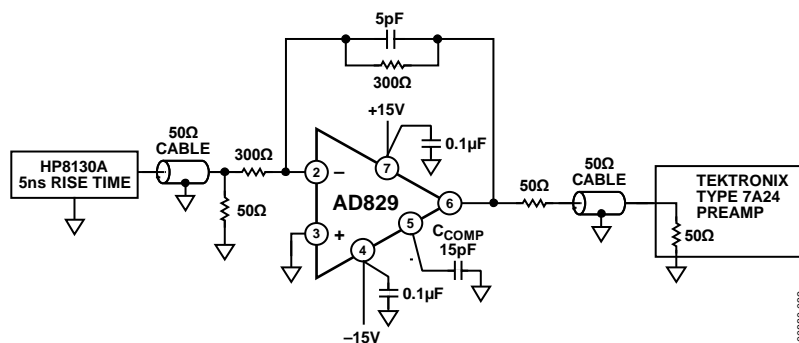 5pF
300Ω
+15V
0.1µF
50Ω
CABLE
HP8130A
5ns RISE TIME
300Ω
50Ω
2
–
7
AD829
3
+
4
5
6
CCOMP
15pF
0.1µF
–15V
50Ω
50Ω
CABLE
TEKTRONIX
TYPE 7A24
PREAMP
50Ω